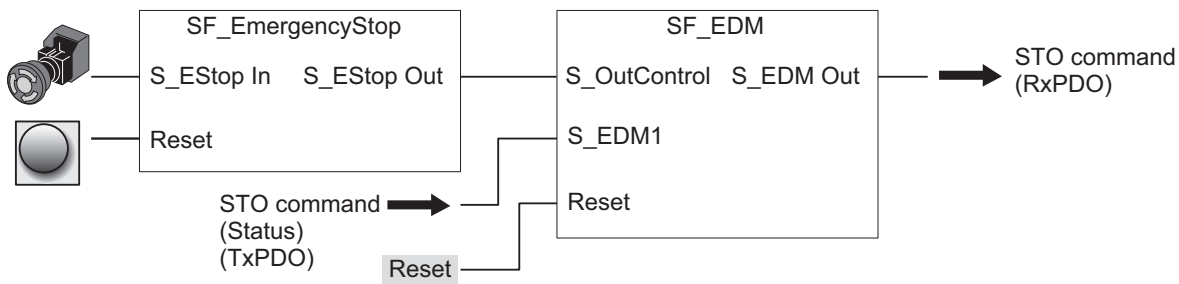 SF_EmergencyStop
SF_EDM
S_EStop In S_EStop Out
S_OutControl S_EDM Out
STO command
(RxPDO)
Reset
S_EDM1
STO command
(Status)
(TxPDO)
Reset
Reset